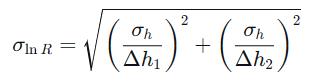 σ_{ln R} = √((σ_h / Δh_1)^2 + (σ_h / Δh_2)^2)